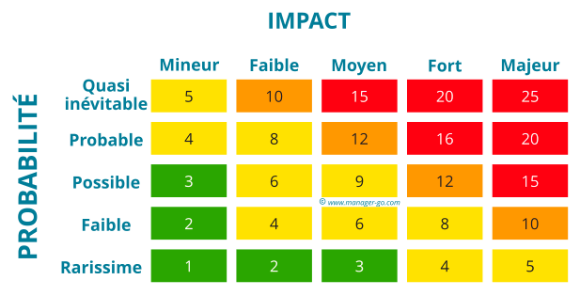 IMPACT
Mineur Faible Moyen Fort Majeur
PROBABILITÉ
Quasi
inévitable 5 10 15 20 25
Probable 4 8 12 16 20
Possible 3 6 9 12 15
© www.manager-go.com
Faible 2 4 6 8 10
Rarissime 1 2 3 4 5